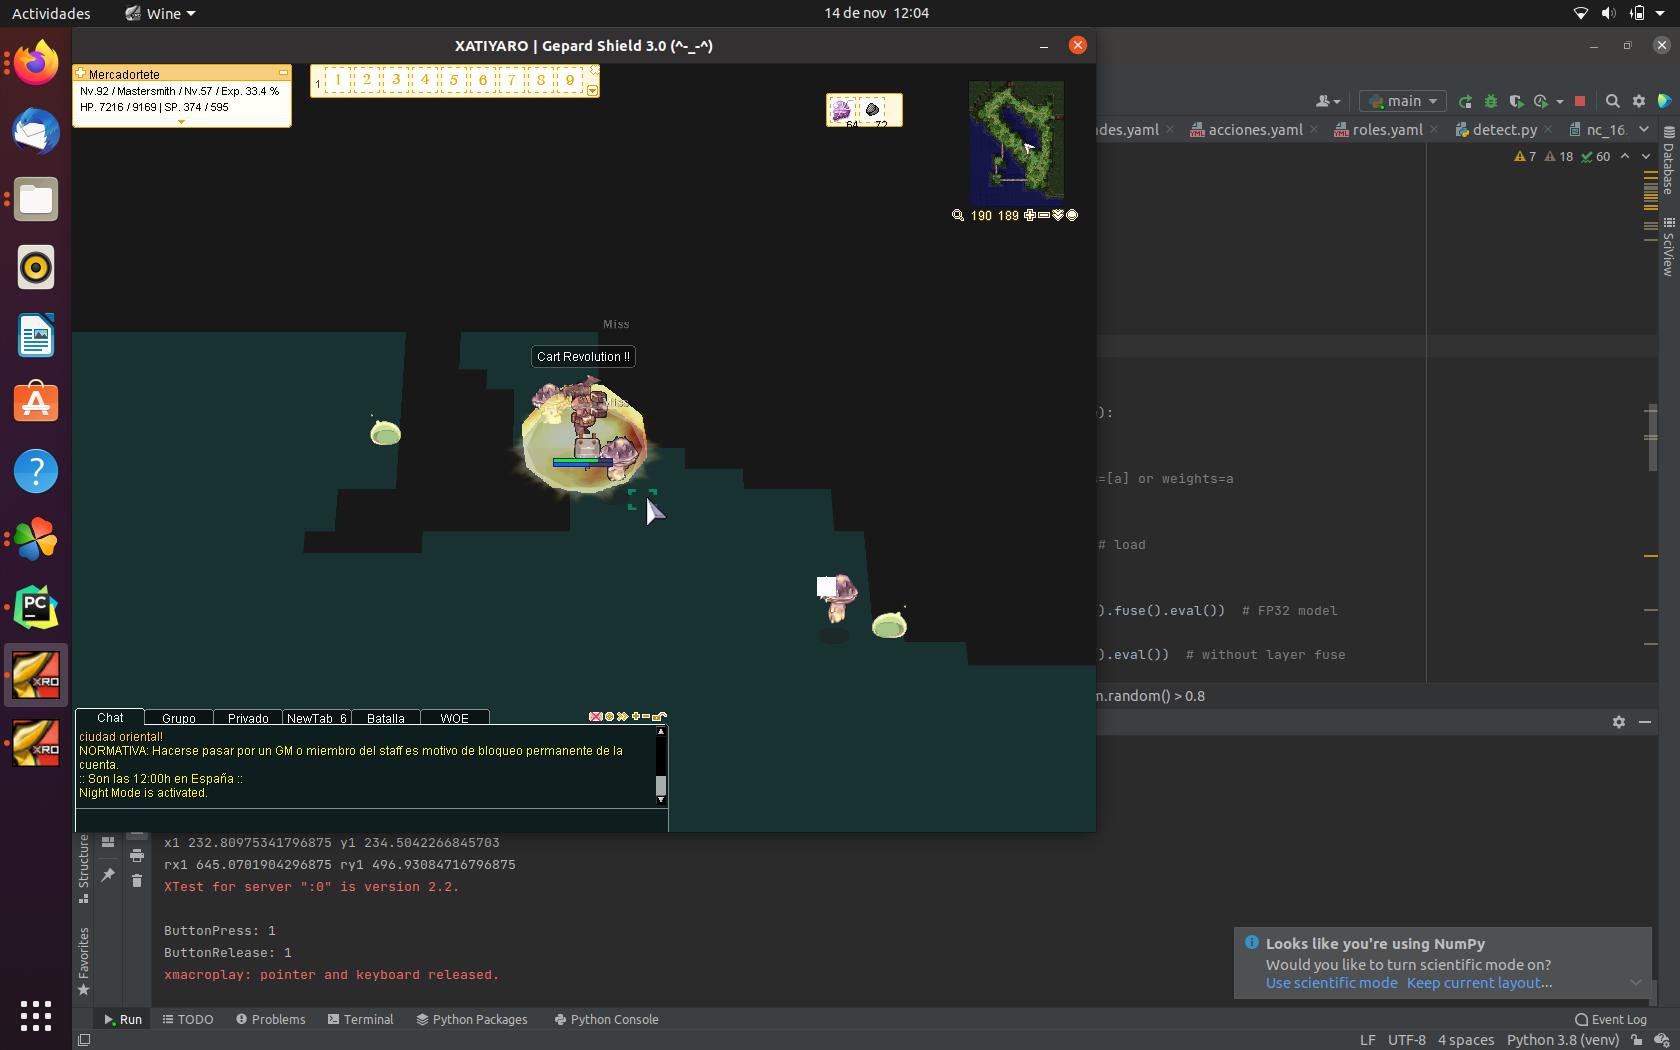 Actividades
Wine
14 de nov 12:04
XATIYARO | Gepard Shield 3.0 (^-_-^)
Mercadortete
Nv.92 / Mastersmith / Nv.57 / Exp. 33.4 %
HP. 7216 / 9169 | SP. 374 / 595
1 1 2 3 4 5 6 7 8 9
64 72
190 189
main
des.yaml
acciones.yaml
roles.yaml
detect.py
nc_16.
7 18 60
Database
SciView
Miss
Cart Revolution !!
Miss
):
=[a] or weights=a
# load
).fuse().eval()) # FP32 model
).eval()) # without layer fuse
m.random() > 0.8
Chat Grupo Privado NewTab_6 Batalla WOE
ciudad oriental!
NORMATIVA: Hacerse pasar por un GM o miembro del staff es motivo de bloqueo permanente de la
cuenta.
:: Son las 12:00h en España ::
Night Mode is activated.
PC
XRO
XRO
Structure
Favorites
x1 232.80975341796875 y1 234.5042266845703
rx1 645.0701904296875 ry1 496.93084716796875
XTest for server ":0" is version 2.2.
ButtonPress: 1
ButtonRelease: 1
xmacroplay: pointer and keyboard released.
Looks like you're using NumPy
Would you like to turn scientific mode on?
Use scientific mode Keep current layout...
Run TODO Problems Terminal Python Packages Python Console
Event Log
LF UTF-8 4 spaces Python 3.8 (venv)